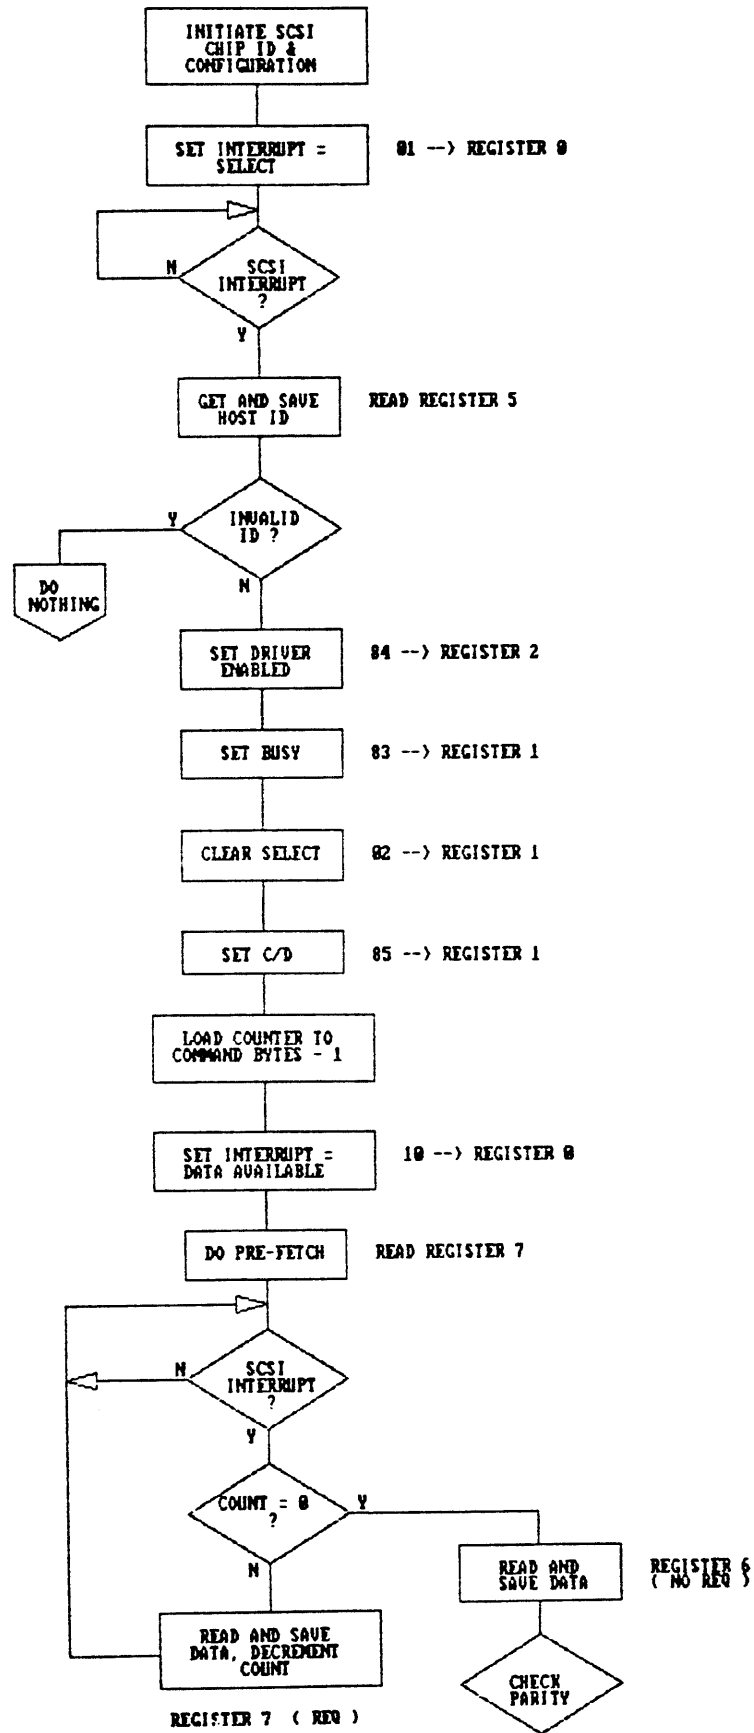 INITIATE SCSI
CHIP ID &
CONFIGURATION
SET INTERRUPT =
SELECT
01 --> REGISTER 0
N
SCSI
INTERRUPT
?
Y
GET AND SAVE
HOST ID
READ REGISTER 5
Y
INVALID
ID ?
N
DO
NOTHING
SET DRIVER
ENABLED
84 --> REGISTER 2
SET BUSY
83 --> REGISTER 1
CLEAR SELECT
02 --> REGISTER 1
SET C/D
85 --> REGISTER 1
LOAD COUNTER TO
COMMAND BYTES - 1
SET INTERRUPT =
DATA AVAILABLE
10 --> REGISTER 0
DO PRE-FETCH
READ REGISTER 7
N
SCSI
INTERRUPT
?
Y
COUNT = 0
?
Y
N
READ AND
SAVE DATA
REGISTER 6
( NO REQ )
READ AND SAVE
DATA, DECREMENT
COUNT
CHECK
PARITY
REGISTER 7 ( REQ )